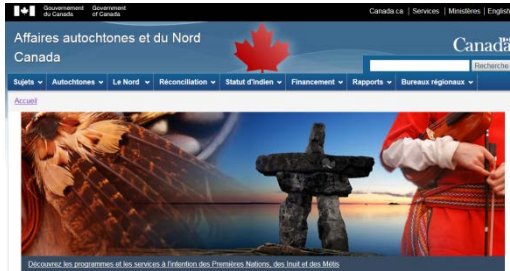 Gouvernement du Canada
Government of Canada
Canada.ca | Services | Ministères | English
Affaires autochtones et du Nord
Canada
Canada
Recherche
Sujets Autochtones Le Nord Réconciliation Statut d'Indien Financement Rapports Bureaux régionaux
Accueil
Découvrez les programmes et les services à l'intention des Premières Nations, des Inuit et des Métis